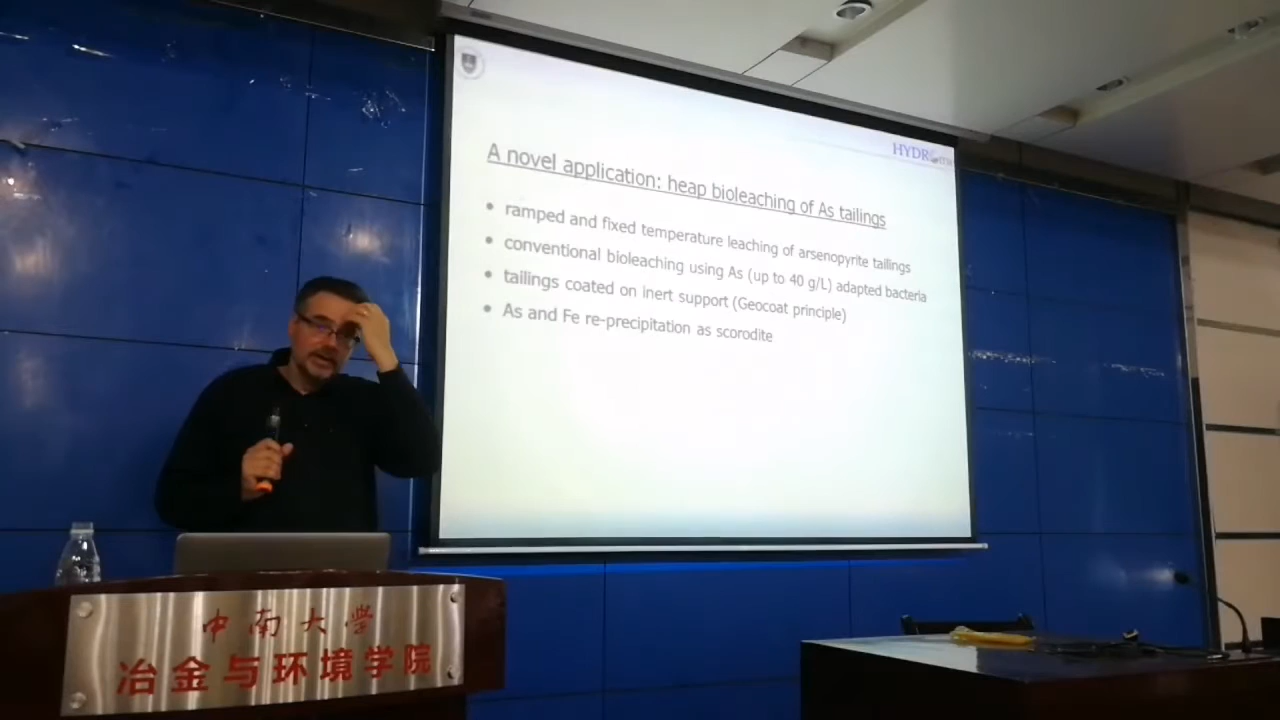 HYDR
A novel application: heap bioleaching of As tailings
• ramped and fixed temperature leaching of arsenopyrite tailings
• conventional bioleaching using As (up to 40 g/L) adapted bacteria
• tailings coated on inert support (Geocoat principle)
• As and Fe re-precipitation as scorodite
中南大学
冶金与环境学院